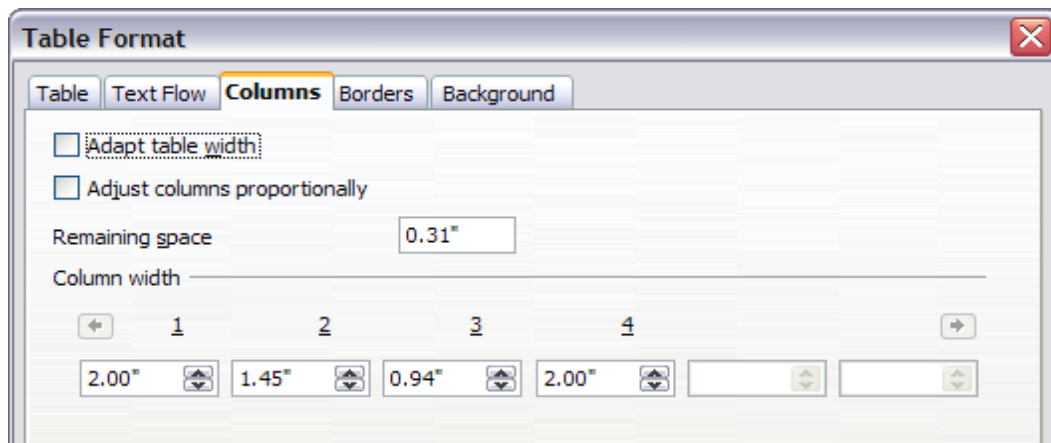 Table Format
Table Text Flow Columns Borders Background
Adapt table width
Adjust columns proportionally
Remaining space 0.31"
Column width
1 2 3 4
2.00" 1.45" 0.94" 2.00"